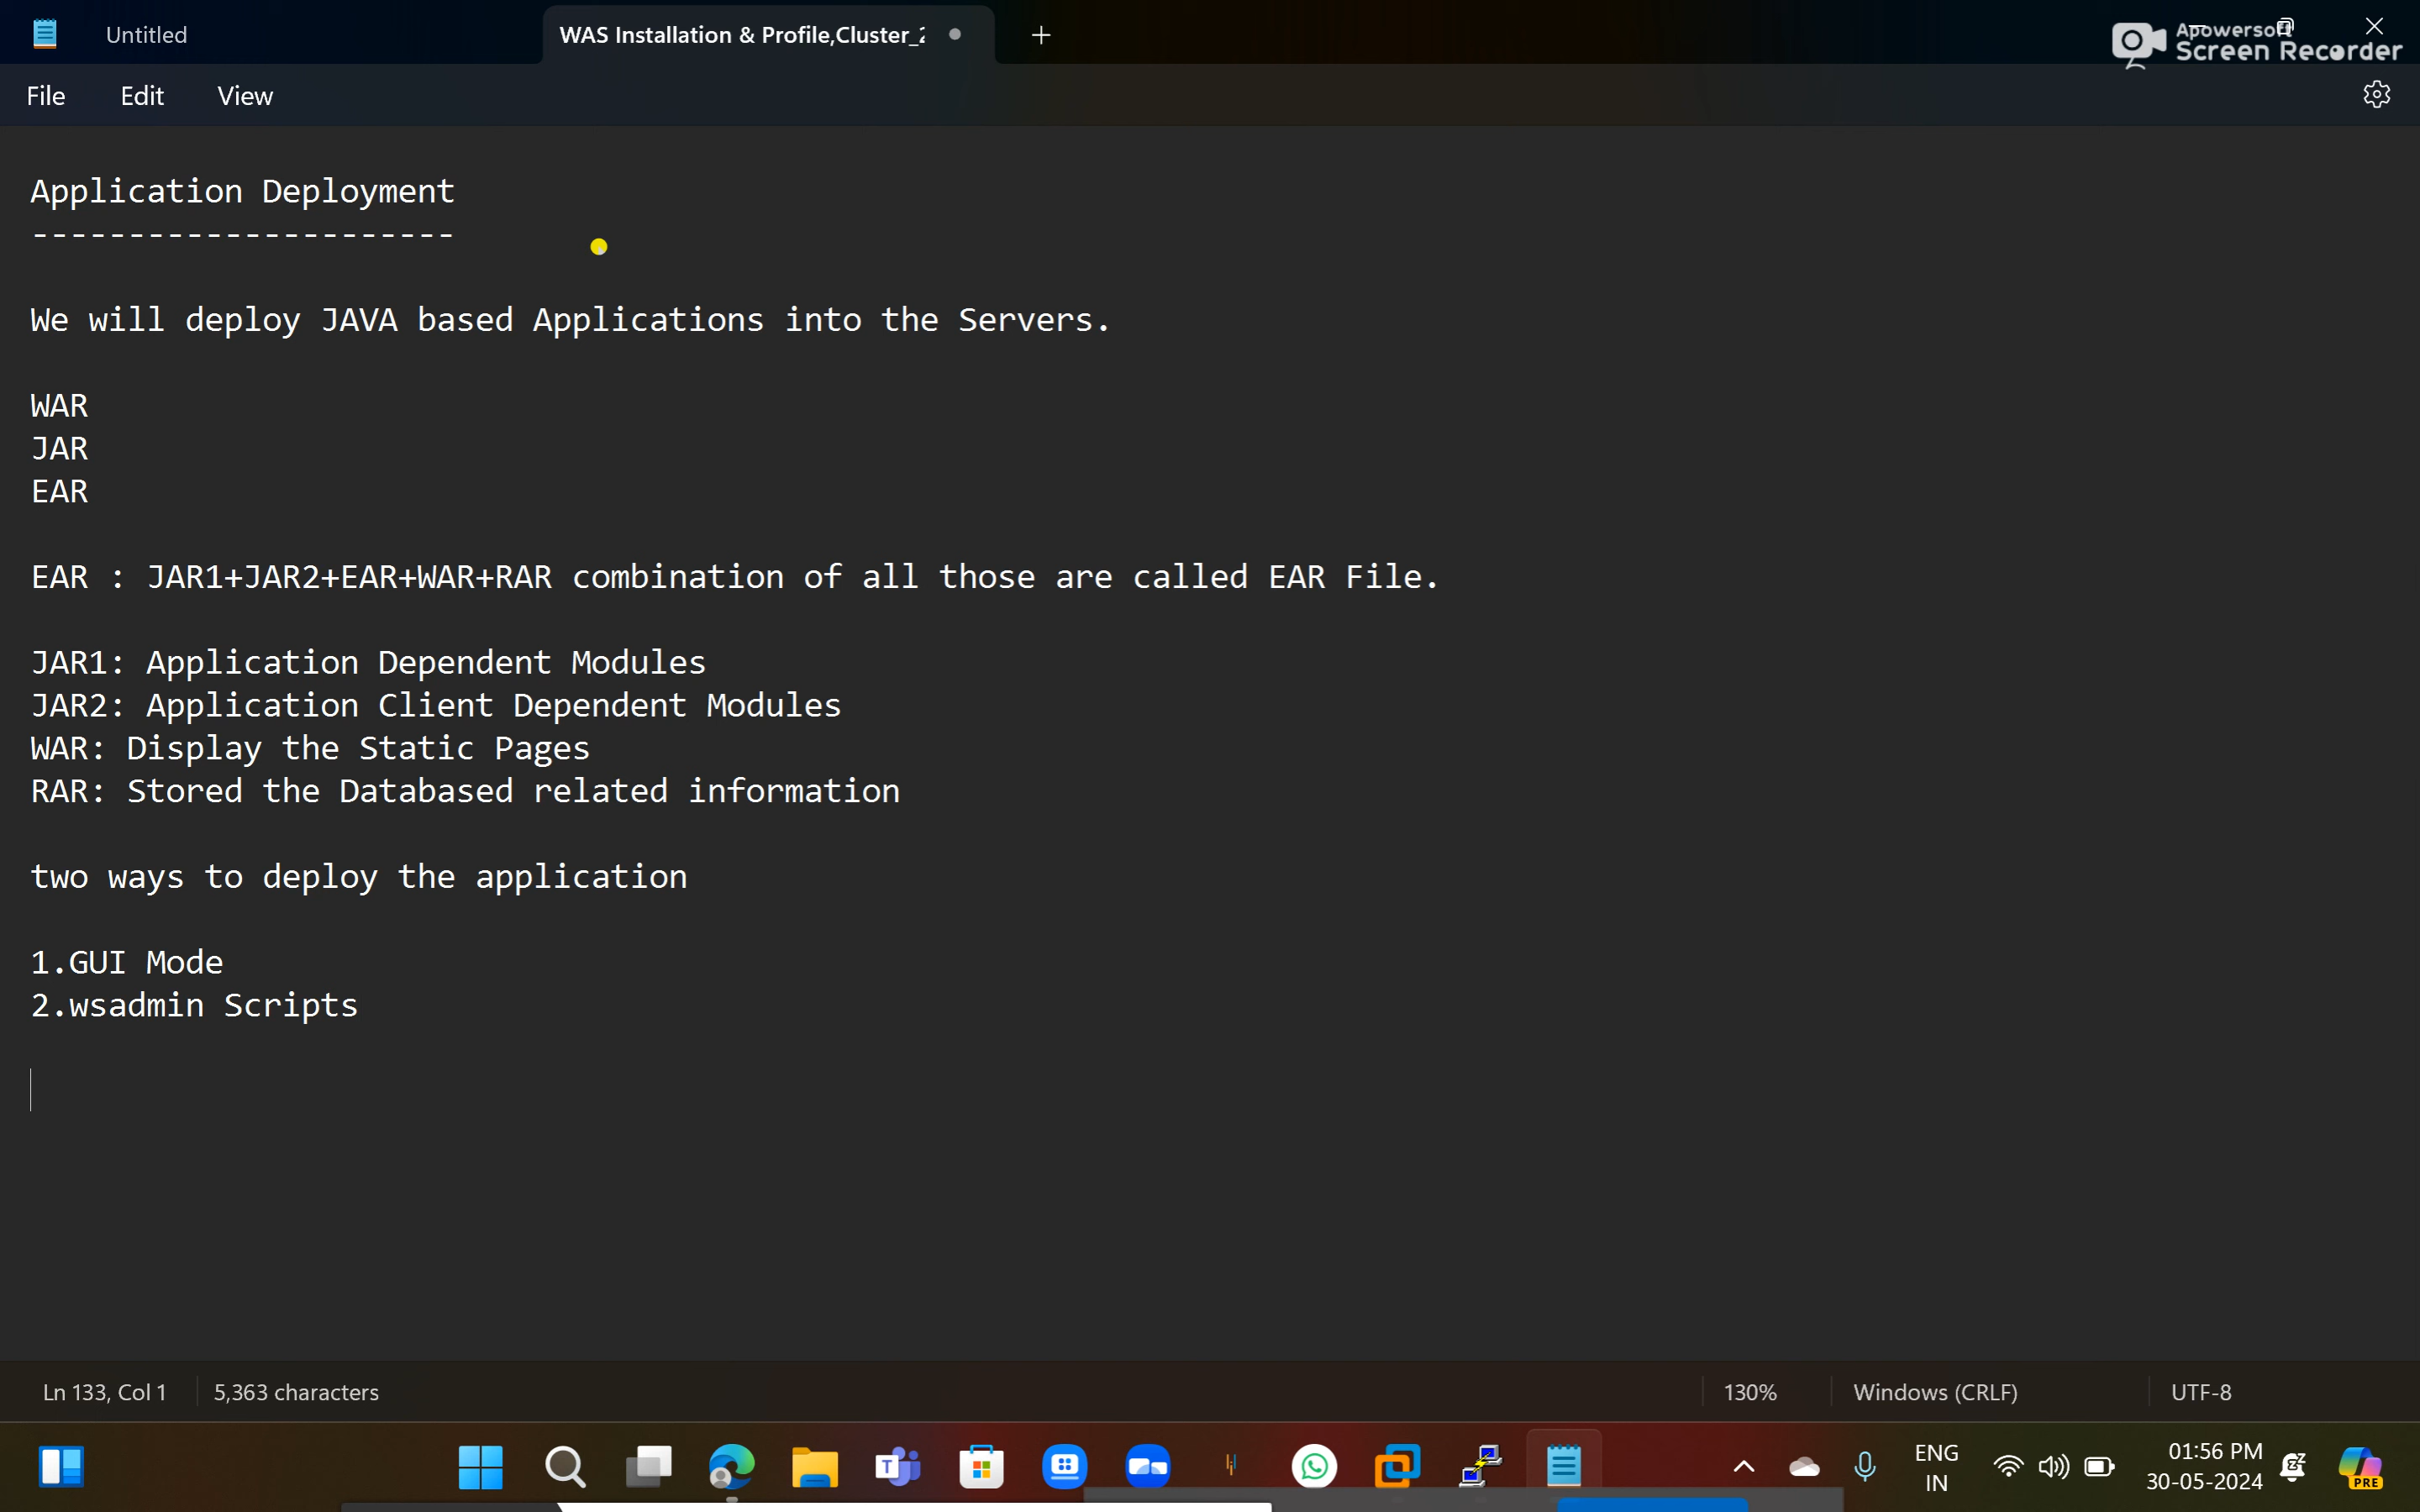 Untitled
WAS Installation & Profile,Cluster_2
Apowersoft
Screen Recorder
File Edit View
Application Deployment
----------------------
We will deploy JAVA based Applications into the Servers.
WAR
JAR
EAR
EAR : JAR1+JAR2+EAR+WAR+RAR combination of all those are called EAR File.
JAR1: Application Dependent Modules
JAR2: Application Client Dependent Modules
WAR: Display the Static Pages
RAR: Stored the Databased related information
two ways to deploy the application
1.GUI Mode
2.wsadmin Scripts
Ln 133, Col 1 5,363 characters 130% Windows (CRLF) UTF-8
ENG
IN
01:56 PM
30-05-2024
PRE